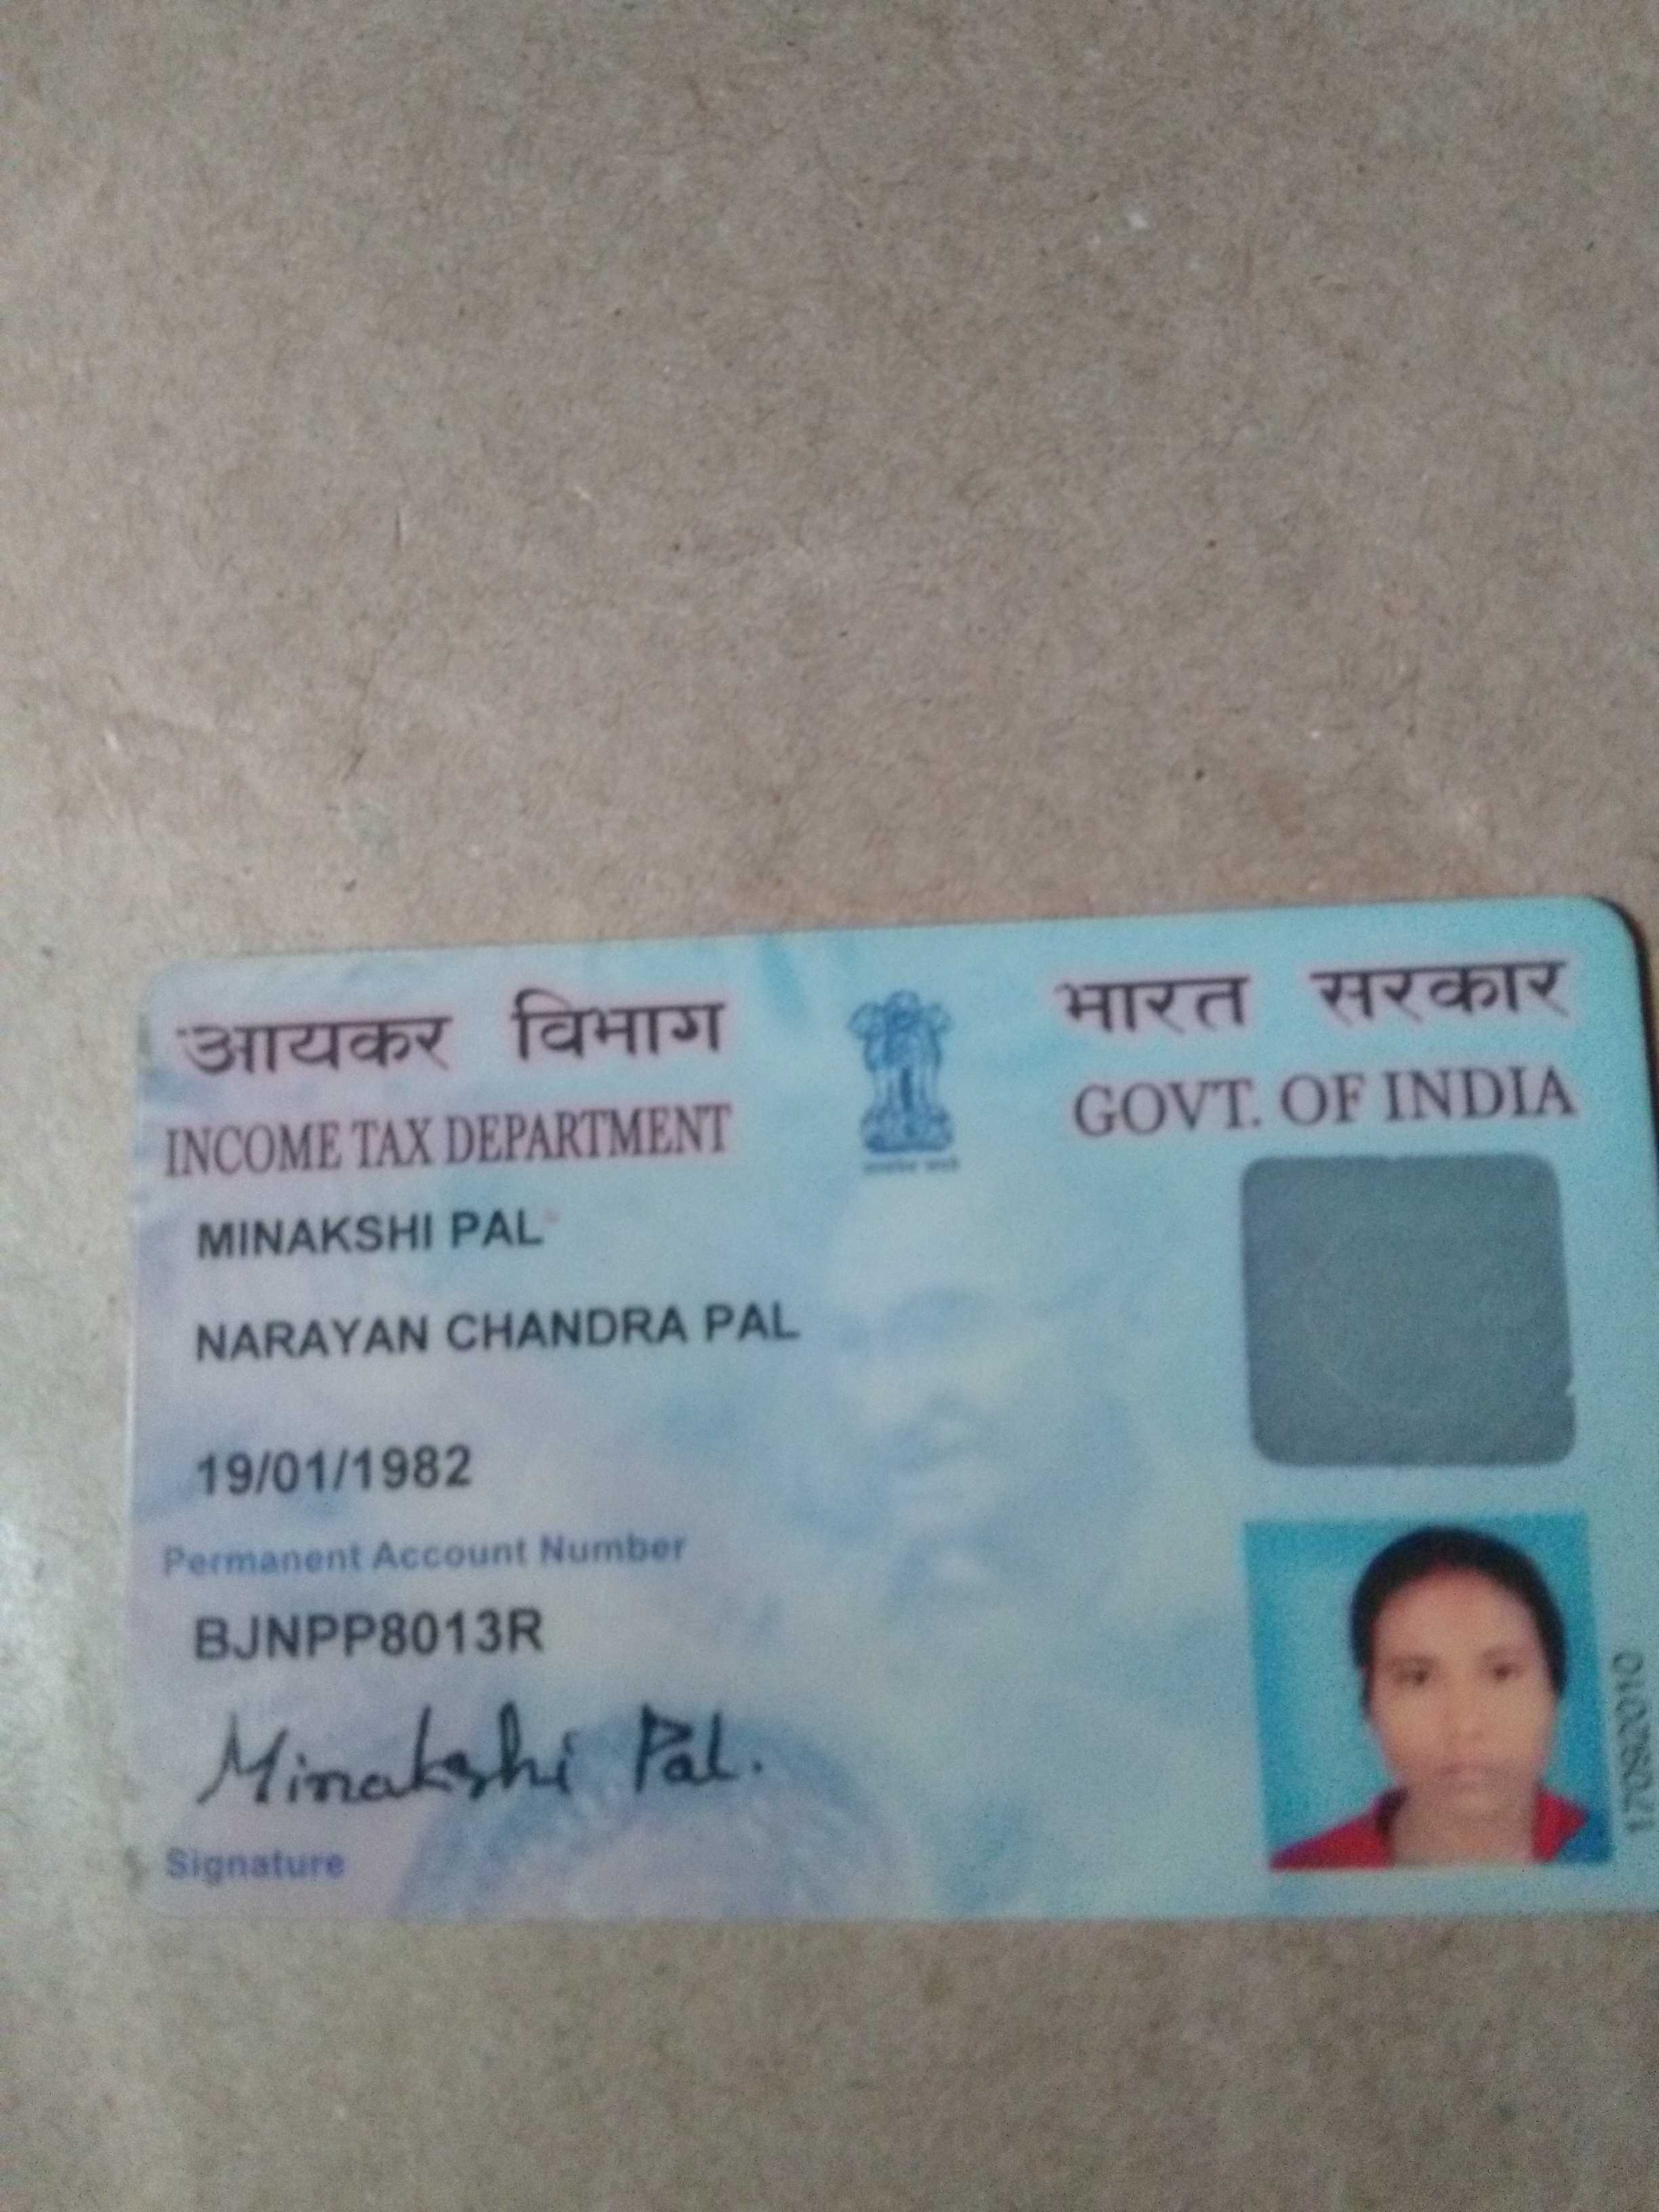 आयकर विभाग
भारत सरकार
INCOME TAX DEPARTMENT
GOVT. OF INDIA
MINAKSHI PAL
NARAYAN CHANDRA PAL
19/01/1982
Permanent Account Number
BJNPP8013R
Minakshi Pal.
Signature
17082010